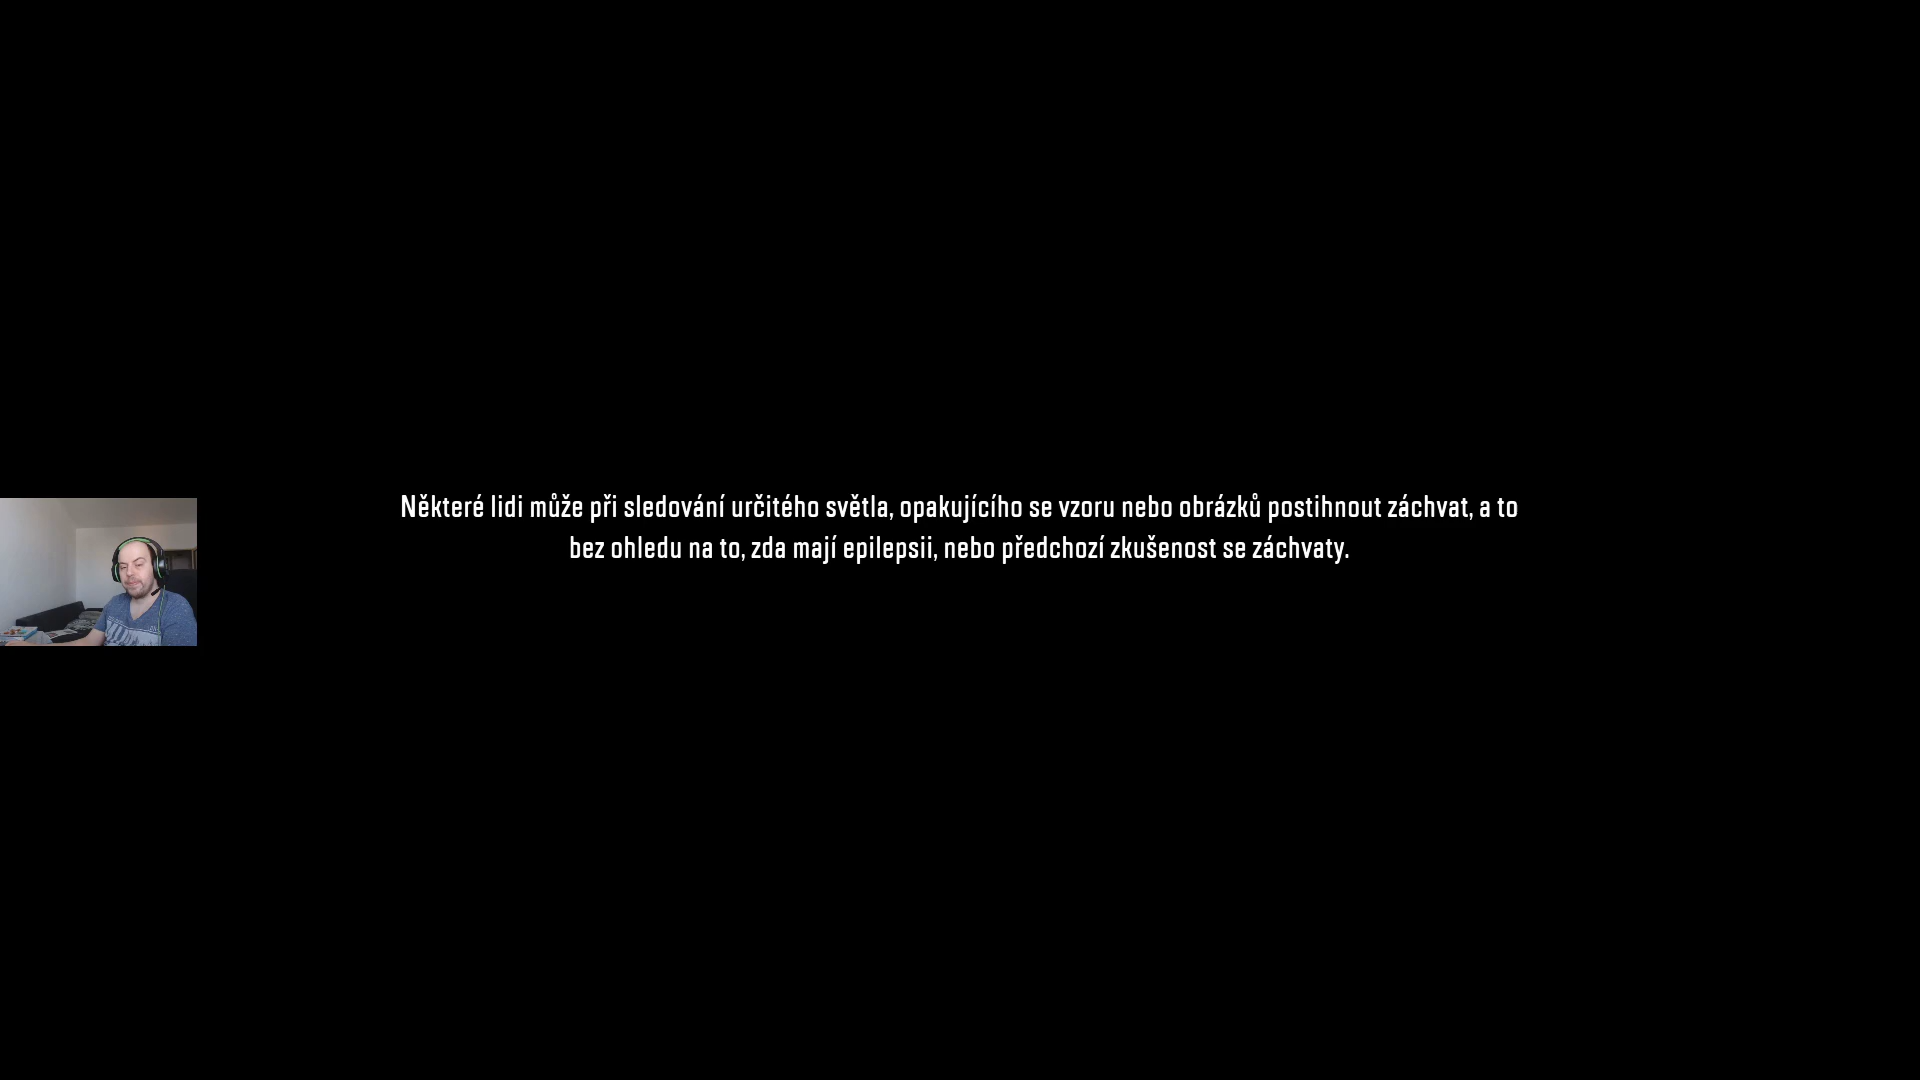 Některé lidi může při sledování určitého světla, opakujícího se vzoru nebo obrázků postihnout záchvat, a to
bez ohledu na to, zda mají epilepsii, nebo předchozí zkušenost se záchvaty.